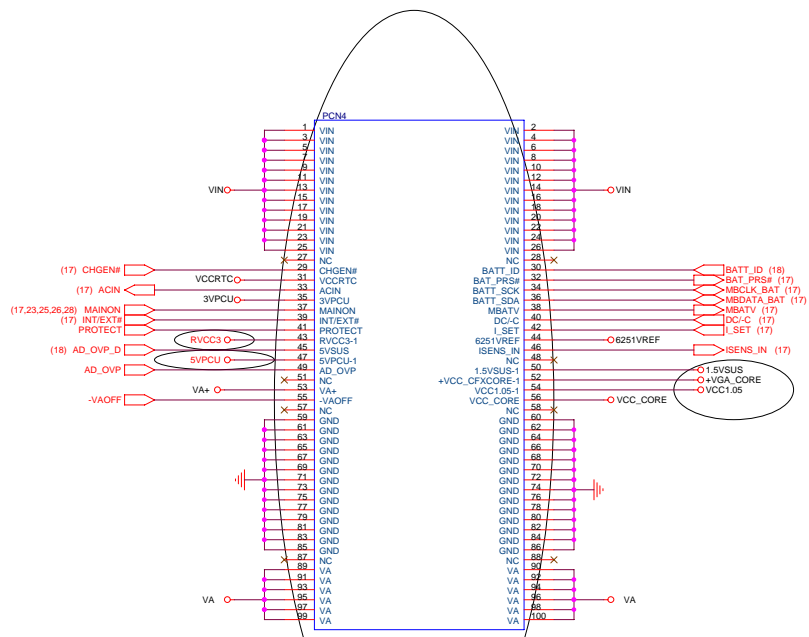 PCN4
1 VIN VIN 2
3 VIN VIN 4
5 VIN VIN 6
7 VIN VIN 8
9 VIN VIN 10
11 VIN VIN 12
VIN 13 VIN VIN 14 VIN
15 VIN VIN 16
17 VIN VIN 18
19 VIN VIN 20
21 VIN VIN 22
23 VIN VIN 24
25 VIN VIN 26
27 NC NC 28
(17) CHGEN# 29 CHGEN# BATT_ID 30 BATT_ID (18)
VCCRTC 31 VCCRTC BAT_PRS# 32 BAT_PRS# (17)
(17) ACIN 33 ACIN BATT_SCK 34 MBCLK_BAT (17)
3VPCU 35 3VPCU BATT_SDA 36 MBDATA_BAT (17)
(17,23,25,26,28) MAINON 37 MAINON MBATV 38 MBATV (17)
(17) INT/EXT# 39 INT/EXT# DC/-C 40 DC/-C (17)
PROTECT 41 PROTECT I_SET 42 I_SET (17)
RVCC3 43 RVCC3-1 6251VREF 44 6251VREF
(18) AD_OVP_D 45 5VSUS ISENS_IN 46 ISENS_IN (17)
5VPCU 47 5VPCU-1 NC 48
AD_OVP 49 AD_OVP 1.5VSUS-1 50 1.5VSUS
51 NC +VCC_CFXCORE-1 52 +VGA_CORE
VA+ 53 VA+ VCC1.05-1 54 VCC1.05
-VAOFF 55 -VAOFF VCC_CORE 56 VCC_CORE
57 NC NC 58
59 GND GND 60
61 GND GND 62
63 GND GND 64
65 GND GND 66
67 GND GND 68
69 GND GND 70
71 GND GND 72
73 GND GND 74
75 GND GND 76
77 GND GND 78
79 GND GND 80
81 GND GND 82
83 GND GND 84
85 GND GND 86
87 NC NC 88
89 VA VA 90
91 VA VA 92
93 VA VA 94
VA 95 VA VA 96 VA
97 VA VA 98
99 VA VA 100